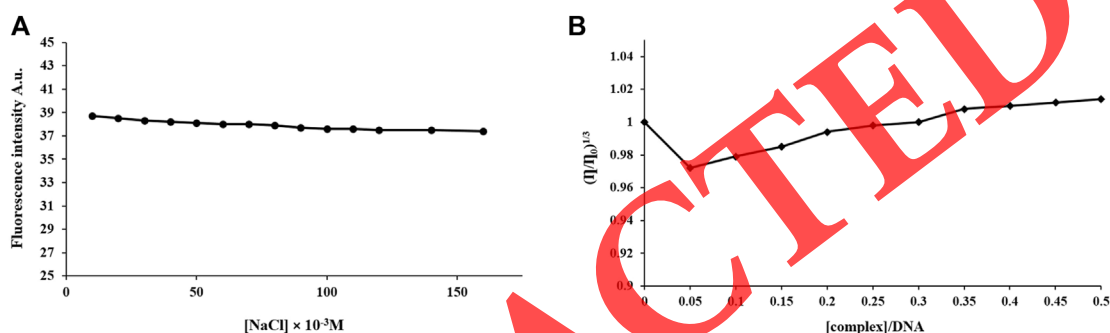 A
45
43
41
39
37
35
33
31
29
27
25
Fluorescence intensity A.u.
0 50 100 150
[NaCl] × 10-³M
B
1.04
1.02
1
0.98
0.96
0.94
0.92
0.9
(η/η₀)¹/³
0 0.05 0.1 0.15 0.2 0.25 0.3 0.35 0.4 0.45 0.5
[complex]/DNA
ACTED